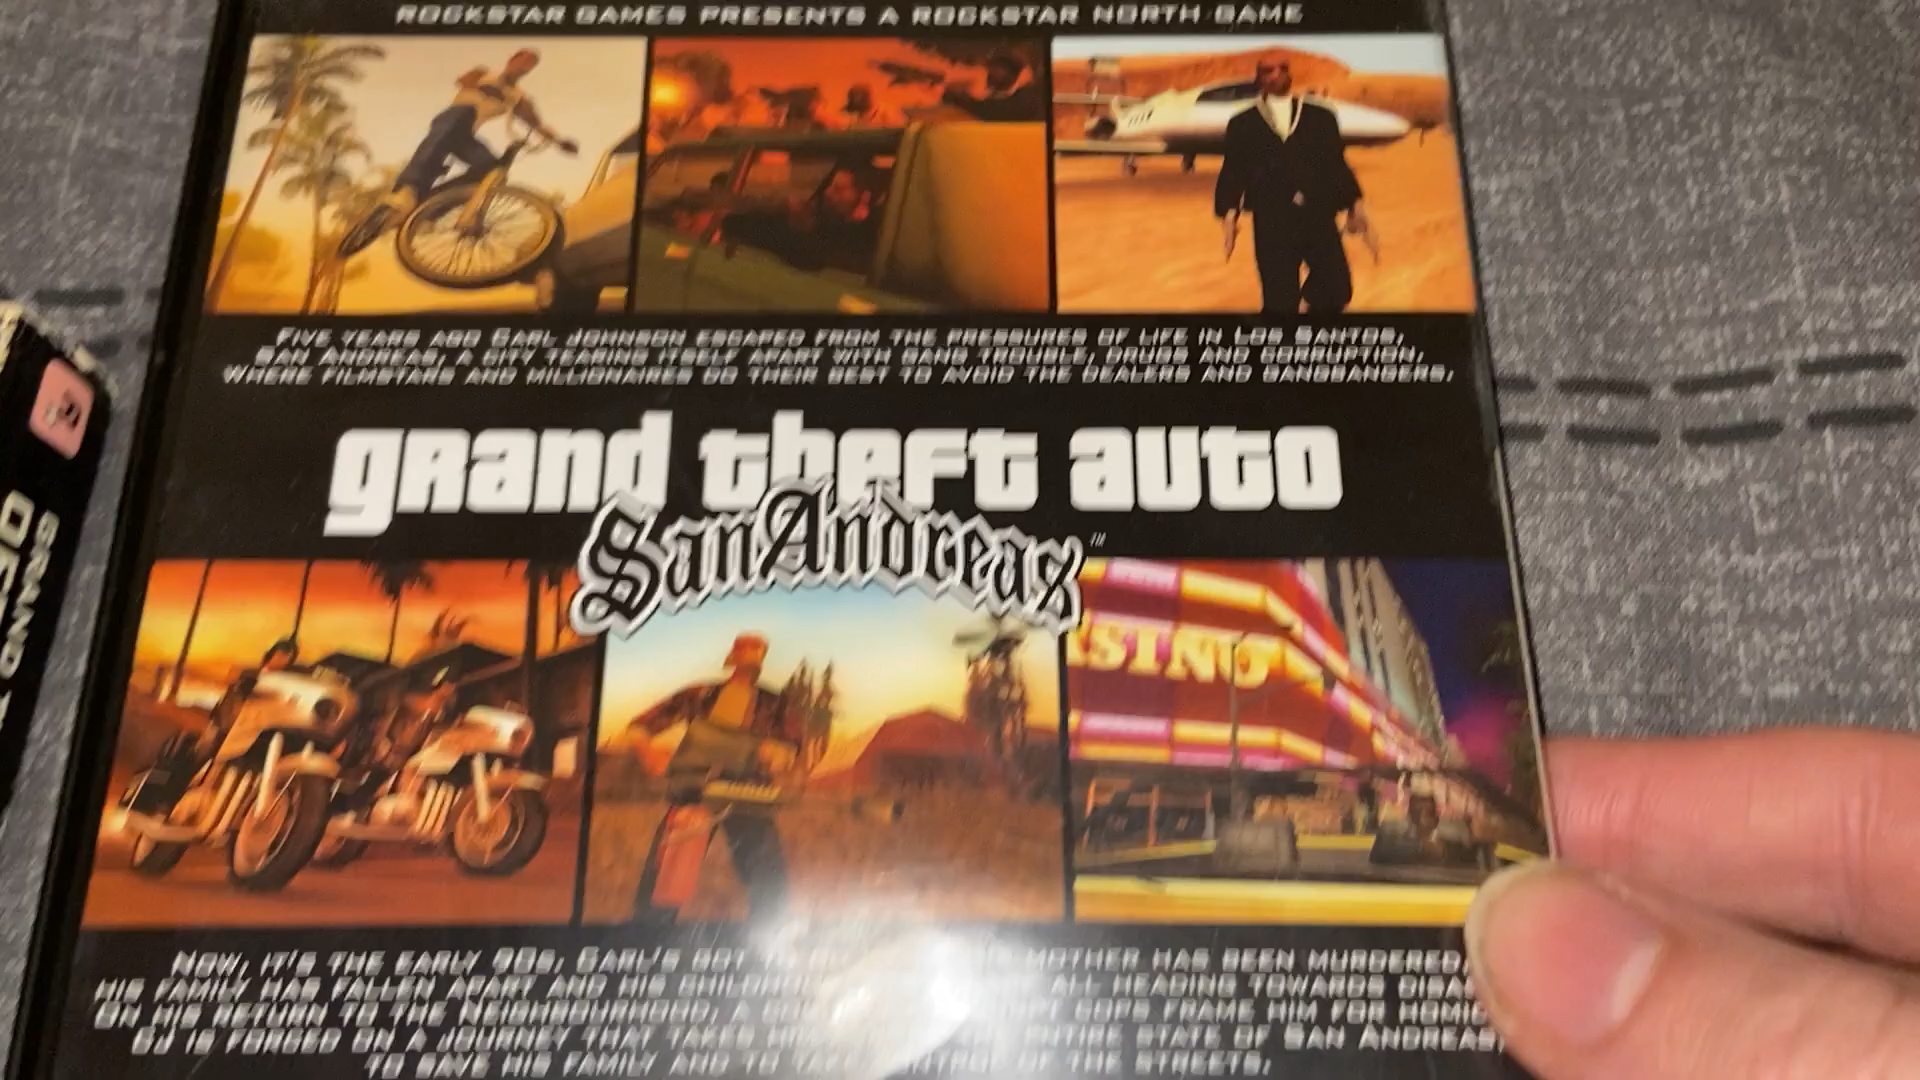 ROCKSTAR GAMES PRESENTS A ROCKSTAR NORTH GAME
FIVE YEARS AGO CARL JOHNSON ESCAPED FROM THE PRESSURES OF LIFE IN LOS SANTOS,
SAN ANDREAS, A CITY TEARING ITSELF APART WITH GANG TROUBLE, DRUGS AND CORRUPTION.
WHERE FILMSTARS AND MILLIONAIRES DO THEIR BEST TO AVOID THE DEALERS AND GANGBANGERS.
grand theft auto
San Andreas™
SINO
NOW, IT'S THE EARLY 90S, CARL'S GOT MOTHER HAS BEEN MURDERED,
HIS FAMILY HAS FALLEN APART AND HIS ALL HEADING TOWARDS
ON HIS RETURN TO THE NEIGHBOURHOOD, A COPS FRAME HIM FOR
CJ IS FORCED ON A JOURNEY THAT TAKES ENTIRE STATE OF SAN ANDREAS,
TO SAVE HIS FAMILY AND TO OF THE STREETS.
GRAND